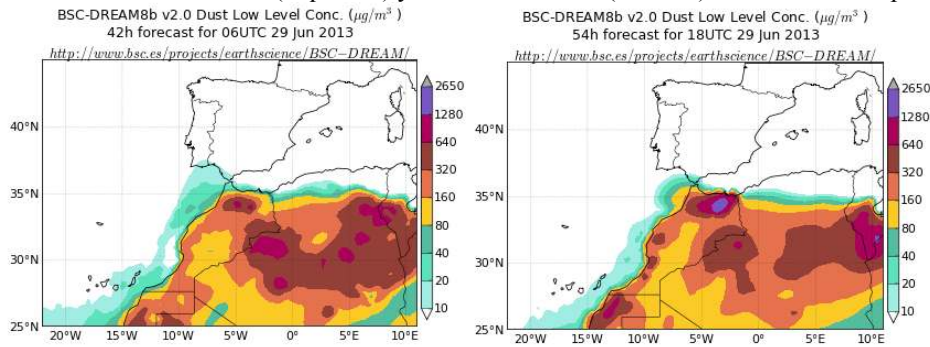 BSC-DREAM8b v2.0 Dust Low Level Conc. (μg/m³ )
42h forecast for 06UTC 29 Jun 2013
http://www.bsc.es/projects/earthscience/BSC−DREAM/
40°N
35°N
30°N
25°N
20°W 15°W 10°W 5°W 0° 5°E 10°E
2650
1280
640
320
160
80
40
20
10
BSC-DREAM8b v2.0 Dust Low Level Conc. (μg/m³ )
54h forecast for 18UTC 29 Jun 2013
http://www.bsc.es/projects/earthscience/BSC−DREAM/
40°N
35°N
30°N
25°N
20°W 15°W 10°W 5°W 0° 5°E 10°E
2650
1280
640
320
160
80
40
20
10